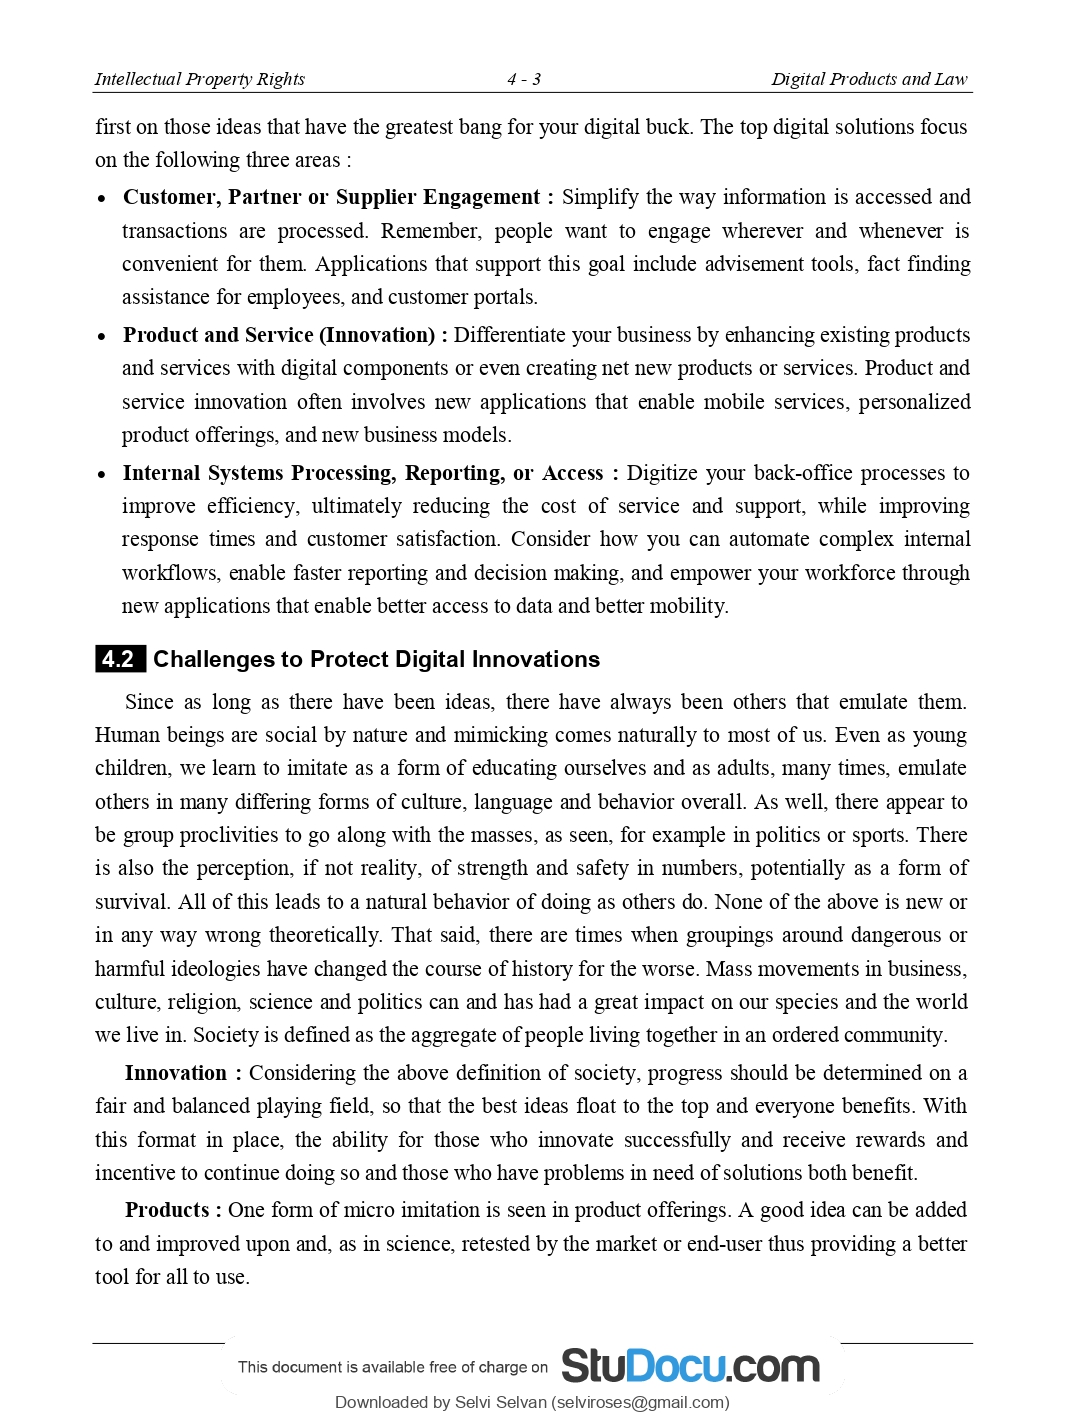 Intellectual Property Rights 4 - 3 Digital Products and Law
first on those ideas that have the greatest bang for your digital buck. The top digital solutions focus
on the following three areas :
• Customer, Partner or Supplier Engagement : Simplify the way information is accessed and
transactions are processed. Remember, people want to engage wherever and whenever is
convenient for them. Applications that support this goal include advisement tools, fact finding
assistance for employees, and customer portals.
• Product and Service (Innovation) : Differentiate your business by enhancing existing products
and services with digital components or even creating net new products or services. Product and
service innovation often involves new applications that enable mobile services, personalized
product offerings, and new business models.
• Internal Systems Processing, Reporting, or Access : Digitize your back-office processes to
improve efficiency, ultimately reducing the cost of service and support, while improving
response times and customer satisfaction. Consider how you can automate complex internal
workflows, enable faster reporting and decision making, and empower your workforce through
new applications that enable better access to data and better mobility.
4.2 Challenges to Protect Digital Innovations
Since as long as there have been ideas, there have always been others that emulate them.
Human beings are social by nature and mimicking comes naturally to most of us. Even as young
children, we learn to imitate as a form of educating ourselves and as adults, many times, emulate
others in many differing forms of culture, language and behavior overall. As well, there appear to
be group proclivities to go along with the masses, as seen, for example in politics or sports. There
is also the perception, if not reality, of strength and safety in numbers, potentially as a form of
survival. All of this leads to a natural behavior of doing as others do. None of the above is new or
in any way wrong theoretically. That said, there are times when groupings around dangerous or
harmful ideologies have changed the course of history for the worse. Mass movements in business,
culture, religion, science and politics can and has had a great impact on our species and the world
we live in. Society is defined as the aggregate of people living together in an ordered community.
Innovation : Considering the above definition of society, progress should be determined on a
fair and balanced playing field, so that the best ideas float to the top and everyone benefits. With
this format in place, the ability for those who innovate successfully and receive rewards and
incentive to continue doing so and those who have problems in need of solutions both benefit.
Products : One form of micro imitation is seen in product offerings. A good idea can be added
to and improved upon and, as in science, retested by the market or end-user thus providing a better
tool for all to use.
This document is available free of charge on StuDocu.com
Downloaded by Selvi Selvan (selviroses@gmail.com)